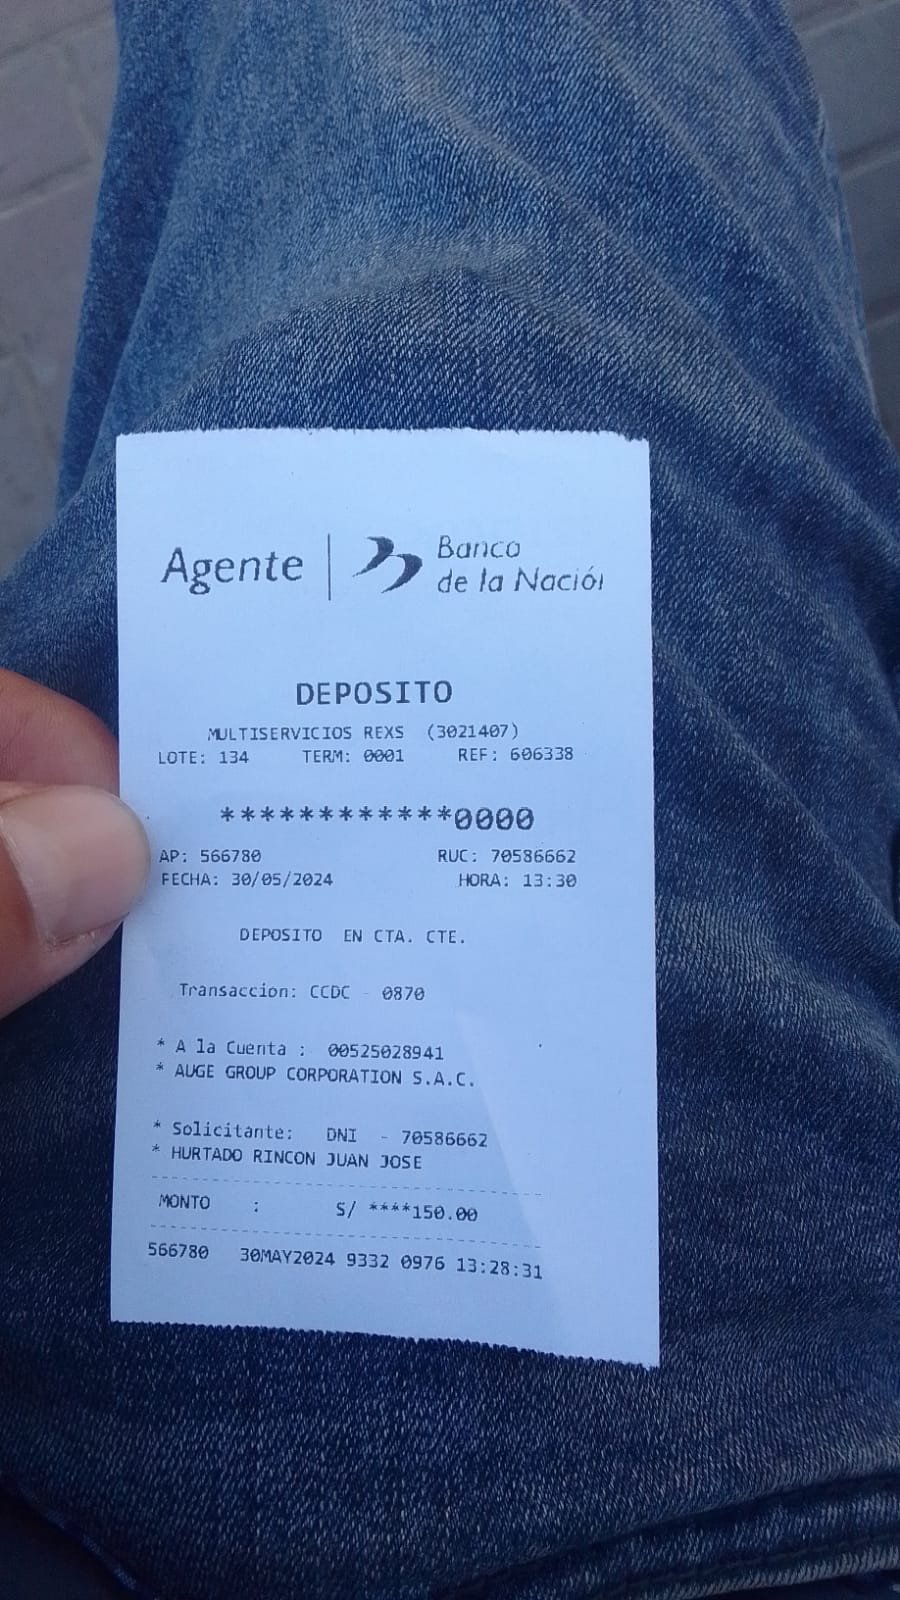 Agente | Banco
de la Nación
DEPOSITO
MULTISERVICIOS REXS (3021407)
LOTE: 134 TERM: 0001 REF: 606338
************0000
AP: 566780 RUC: 70586662
FECHA: 30/05/2024 HORA: 13:30
DEPOSITO EN CTA. CTE.
Transaccion: CCDC - 0870
* A la Cuenta : 00525028941
* AUGE GROUP CORPORATION S.A.C.
* Solicitante: DNI - 70586662
* HURTADO RINCON JUAN JOSE
MONTO : S/ ****150.00
566780 30MAY2024 9332 0976 13:28:31